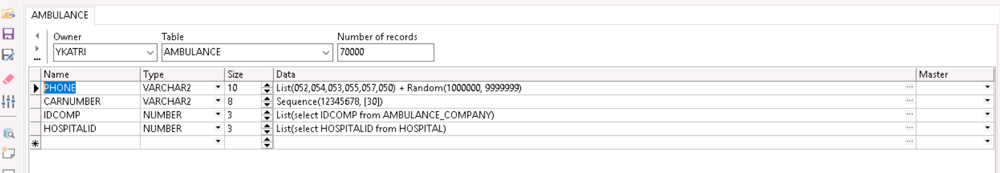 AMBULANCE
Owner Table Number of records
YKATRI AMBULANCE 70000
Name Type Size Data Master
PHONE VARCHAR2 10 List(052,054,053,055,057,050) + Random(1000000, 9999999) ...
CARNUMBER VARCHAR2 8 Sequence(12345678, [30]) ...
IDCOMP NUMBER 3 List(select IDCOMP from AMBULANCE_COMPANY) ...
HOSPITALID NUMBER 3 List(select HOSPITALID from HOSPITAL) ...
* ...